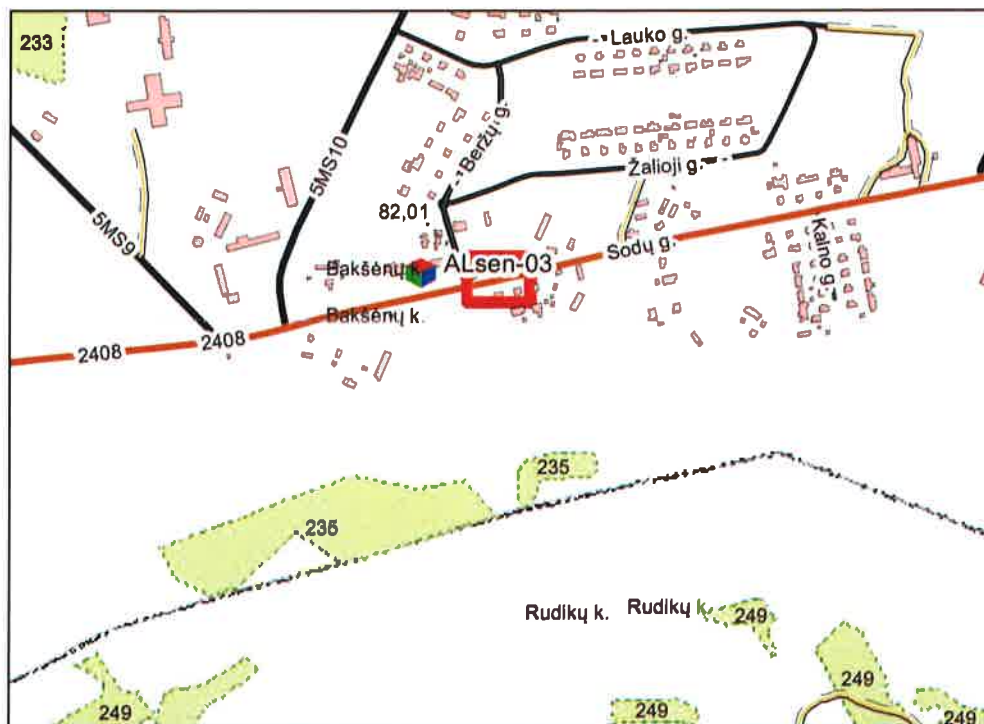 233
Lauko g.
5MS10
Beržų g.
Žalioji g.
82,01
5MS9
Sodų g.
Kalno g.
Bakšėnų k.
ALsen-03
Bakšėnų k.
2408
2408
235
235
Rudikų k.
Rudikų k
249
249
249
249